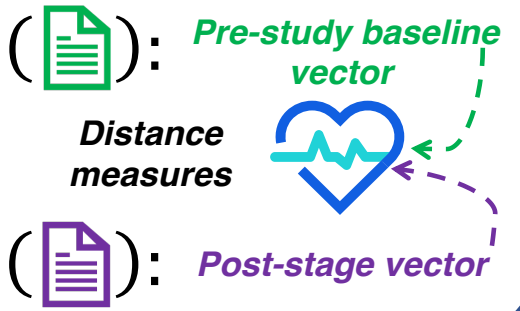 ( ): Pre-study baseline
vector
Distance
measures
( ): Post-stage vector